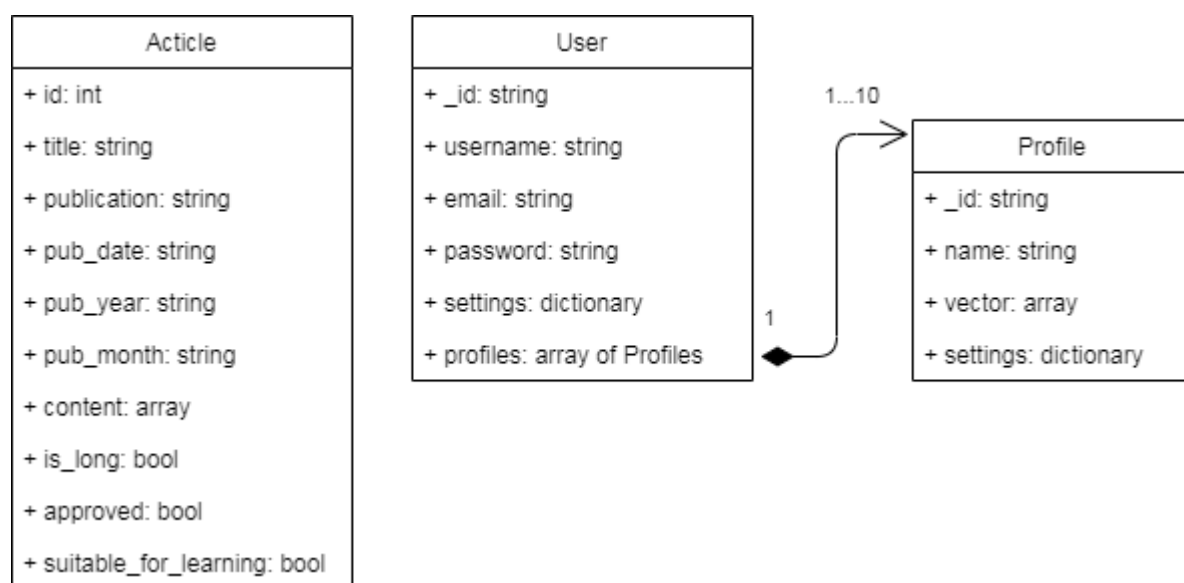 Acticle
+ id: int
+ title: string
+ publication: string
+ pub_date: string
+ pub_year: string
+ pub_month: string
+ content: array
+ is_long: bool
+ approved: bool
+ suitable_for_learning: bool
User
+ _id: string
+ username: string
+ email: string
+ password: string
+ settings: dictionary
+ profiles: array of Profiles
1
1...10
Profile
+ _id: string
+ name: string
+ vector: array
+ settings: dictionary